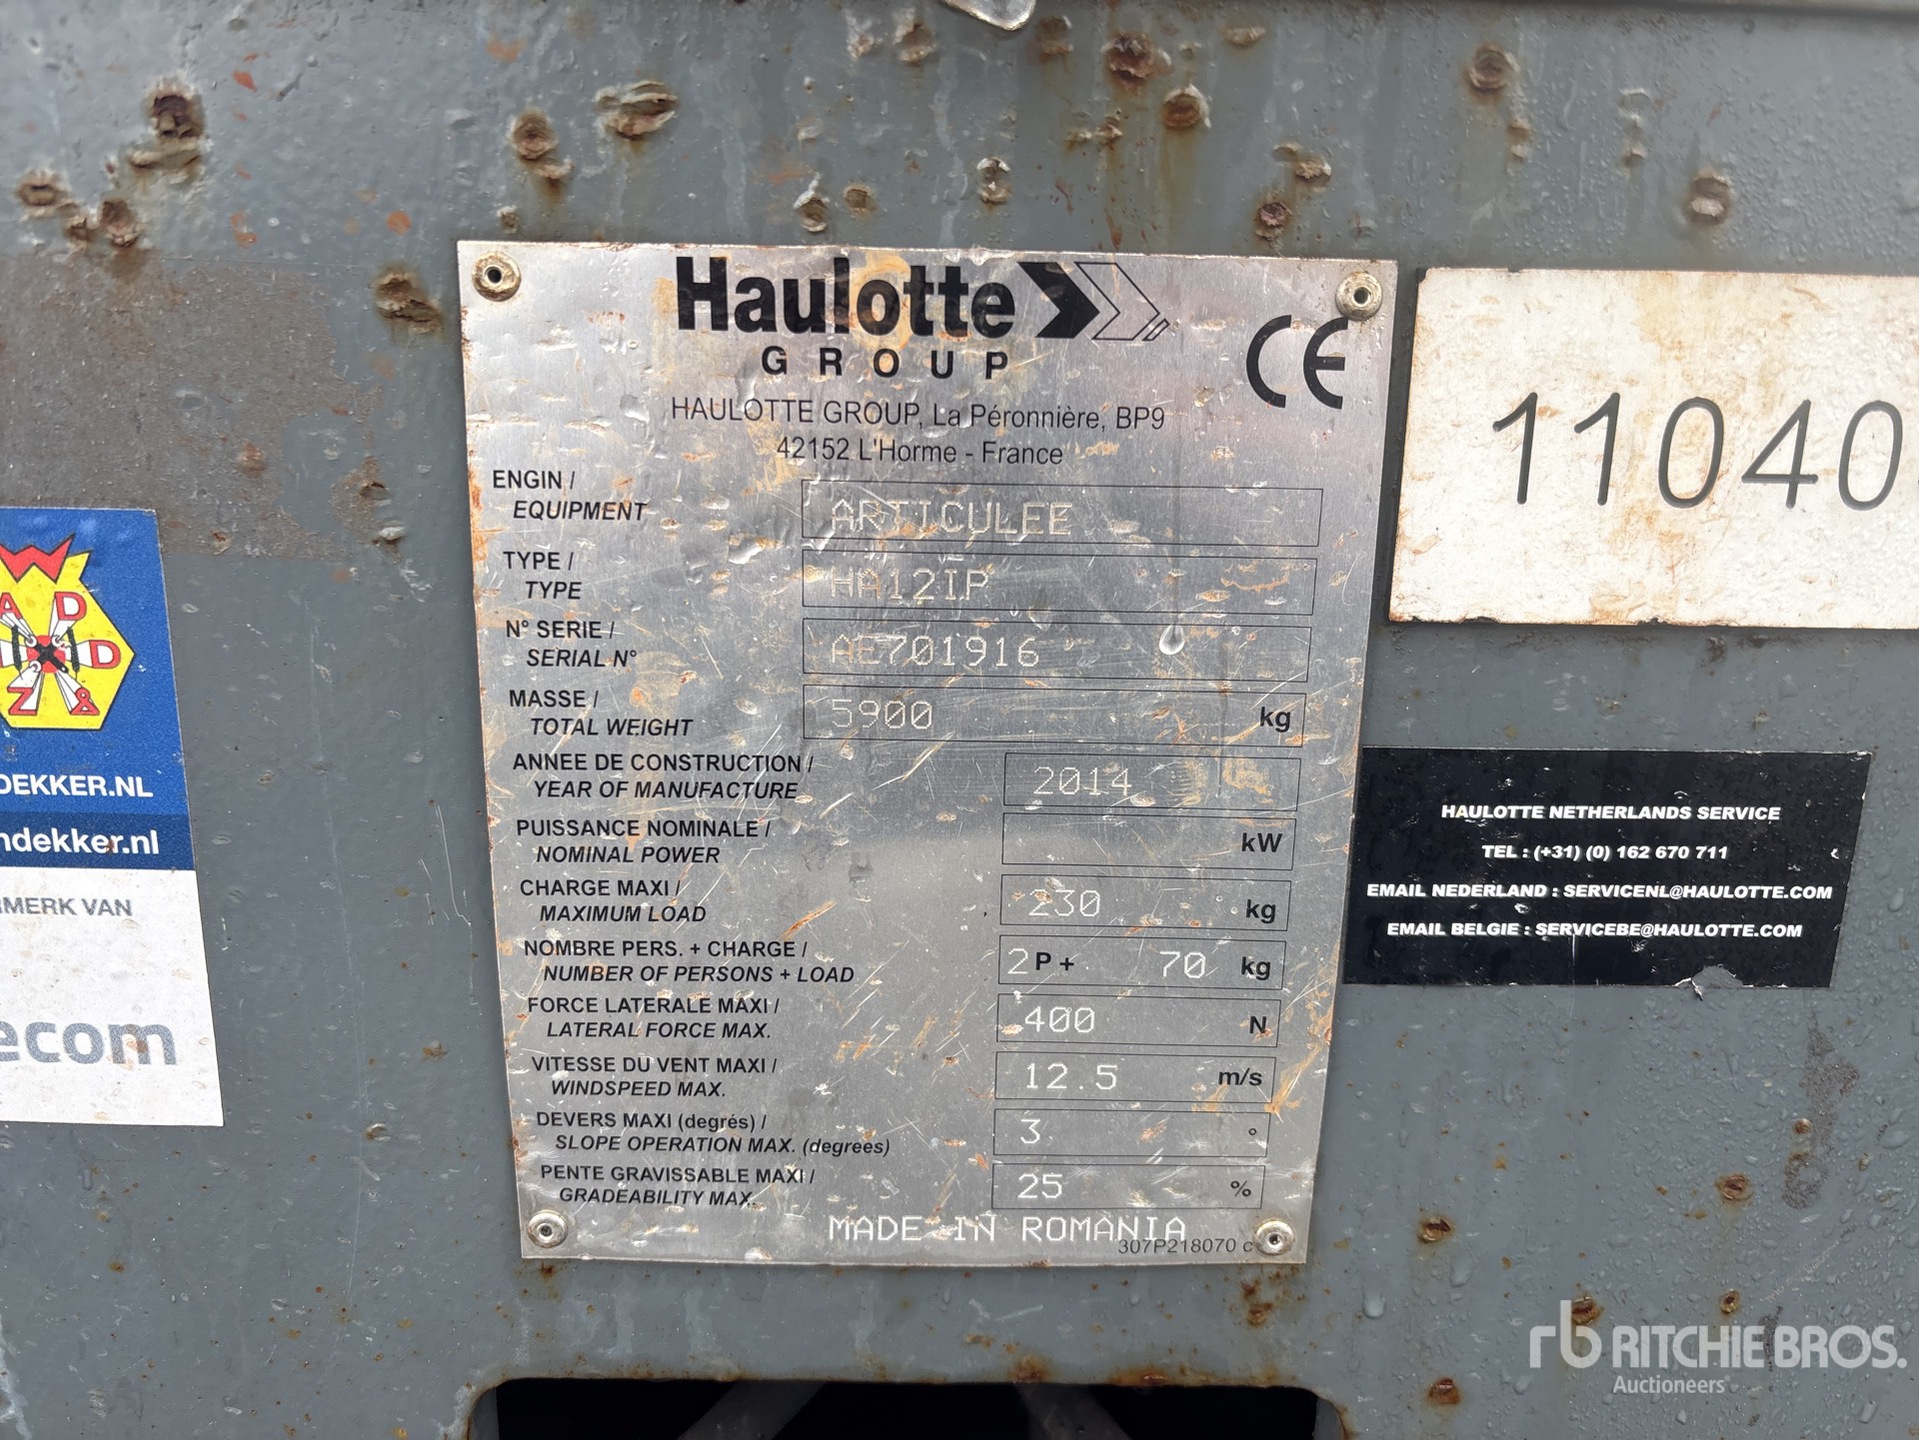 Haulotte
GROUP
CE
HAULOTTE GROUP, La Péronnière, BP9
42152 L'Horme - France
ENGIN /
EQUIPMENT
ARTICULEE
TYPE /
TYPE
HA12IP
N° SERIE /
SERIAL N°
AE701916
MASSE /
TOTAL WEIGHT
5900 kg
ANNEE DE CONSTRUCTION /
YEAR OF MANUFACTURE
2014
PUISSANCE NOMINALE /
NOMINAL POWER
kW
CHARGE MAXI /
MAXIMUM LOAD
230 kg
NOMBRE PERS. + CHARGE /
NUMBER OF PERSONS + LOAD
2 P + 70 kg
FORCE LATERALE MAXI /
LATERAL FORCE MAX.
400 N
VITESSE DU VENT MAXI /
WINDSPEED MAX.
12.5 m/s
DEVERS MAXI (degrés) /
SLOPE OPERATION MAX. (degrees)
3 °
PENTE GRAVISSABLE MAXI /
GRADEABILITY MAX.
25 %
MADE IN ROMANIA
307P218070 c
11040
HAULOTTE NETHERLANDS SERVICE
TEL : (+31) (0) 162 670 711
EMAIL NEDERLAND : SERVICENL@HAULOTTE.COM
EMAIL BELGIE : SERVICEBE@HAULOTTE.COM
DEKKER.NL
ndekker.nl
MERK VAN
ecom
rb RITCHIE BROS.
Auctioneers